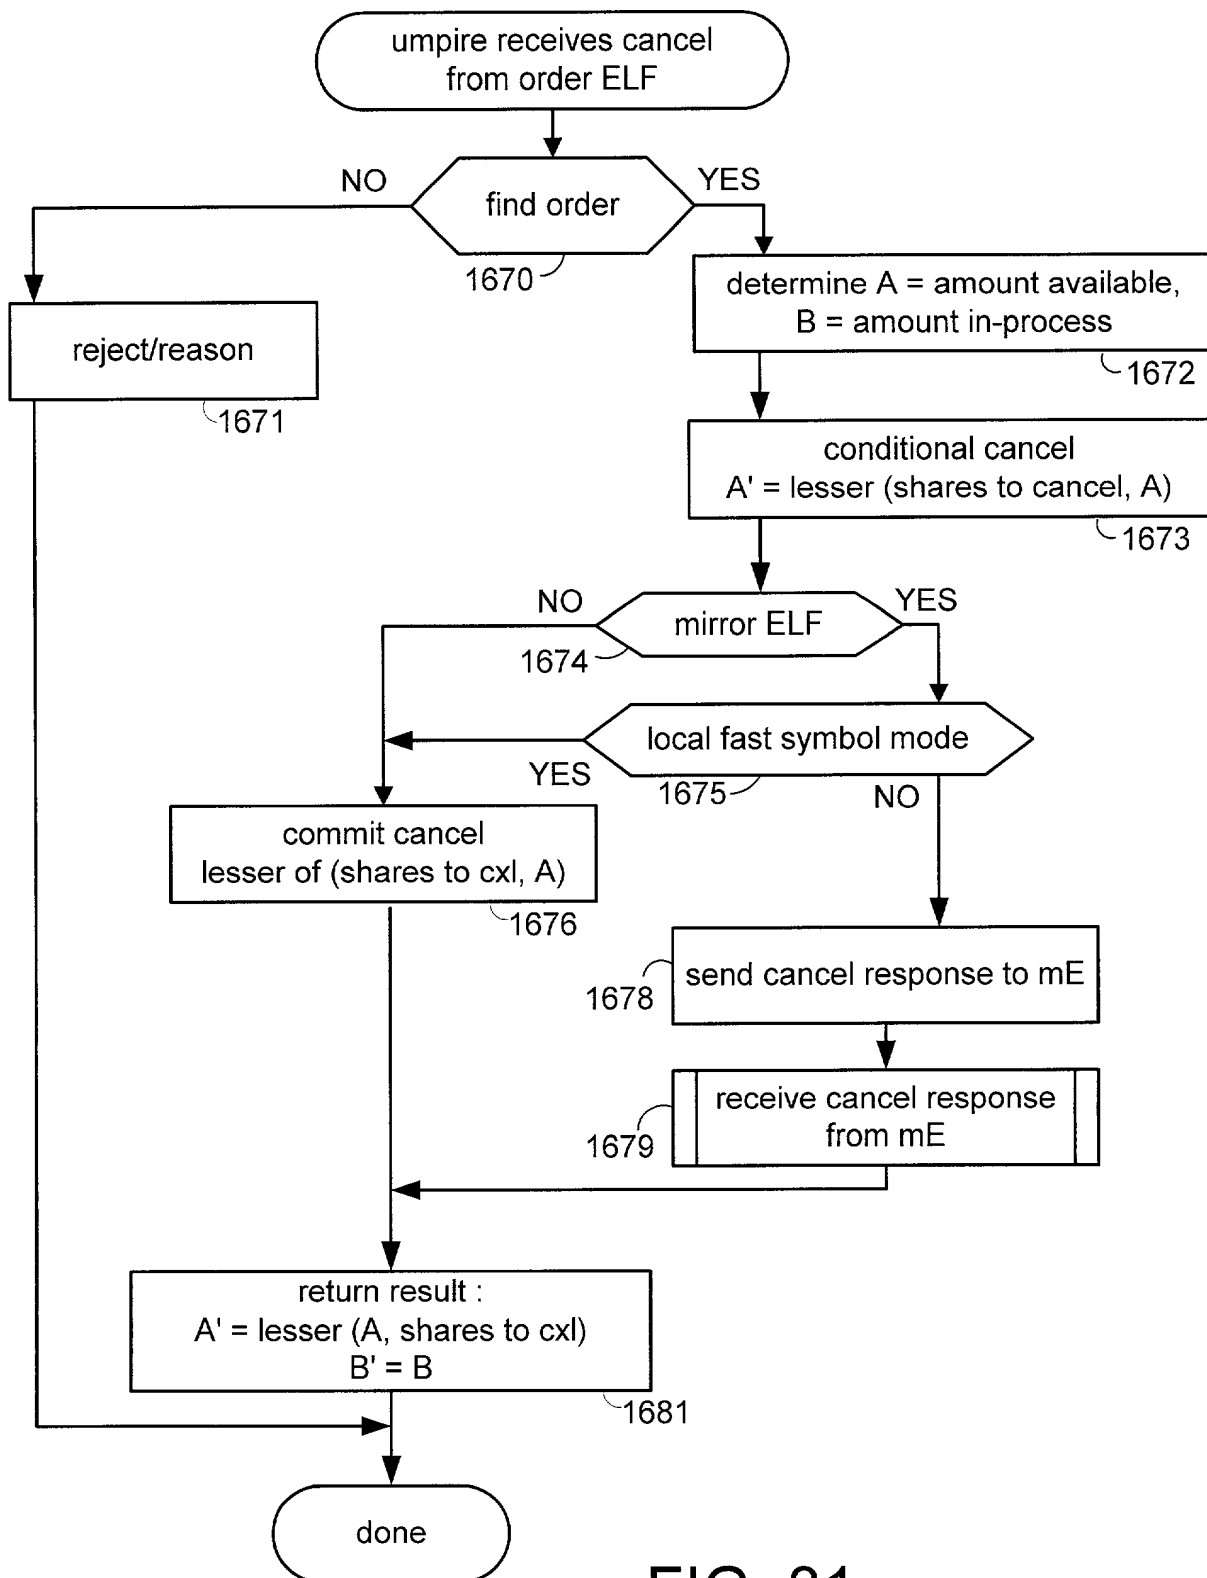 umpire receives cancel
from order ELF
NO
YES
find order
1670
determine A = amount available,
B = amount in-process
1672
reject/reason
1671
conditional cancel
A' = lesser (shares to cancel, A)
1673
NO
YES
mirror ELF
1674
local fast symbol mode
YES
1675
NO
commit cancel
lesser of (shares to cxl, A)
1676
send cancel response to mE
1678
receive cancel response
from mE
1679
return result :
A' = lesser (A, shares to cxl)
B' = B
1681
done
FIG. 81